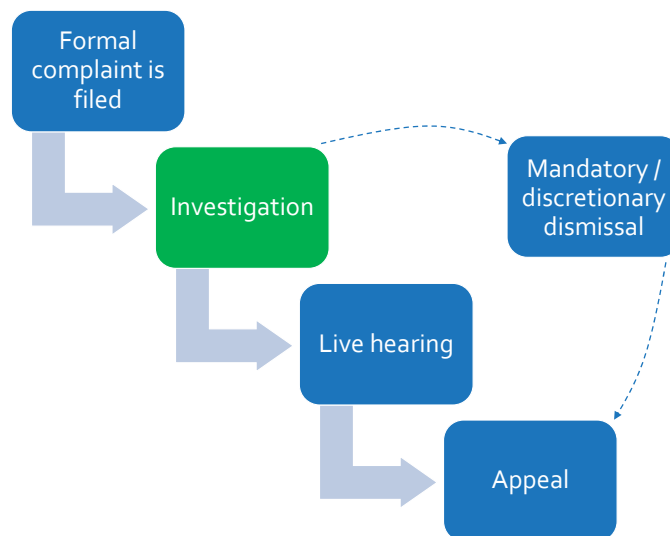 Formal
complaint is
filed
Investigation
Mandatory /
discretionary
dismissal
Live hearing
Appeal